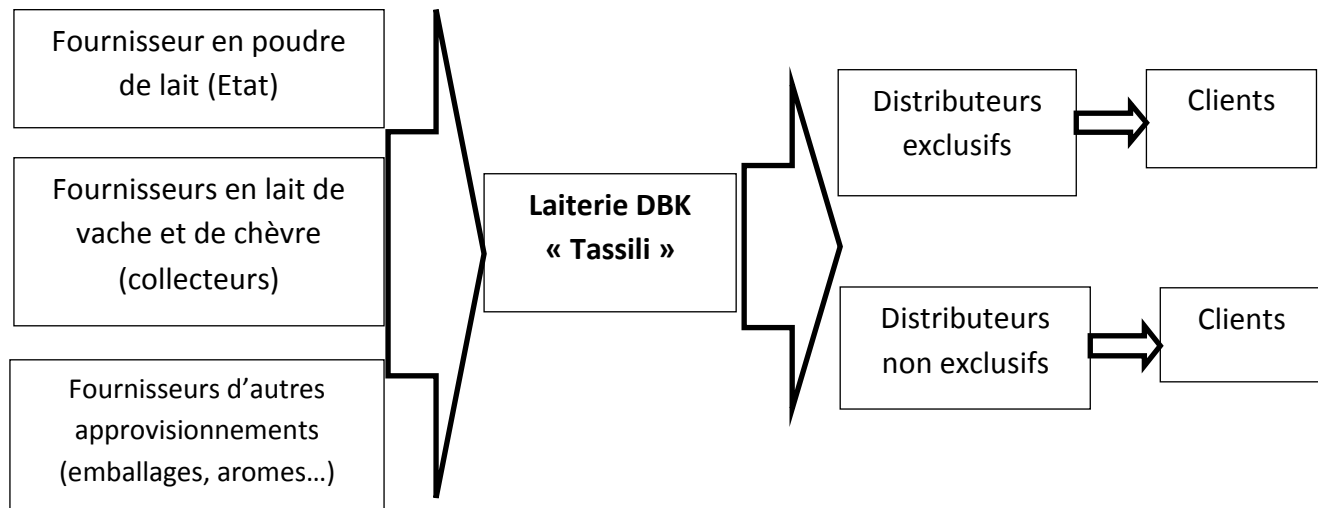 Fournisseur en poudre
de lait (Etat)
Fournisseurs en lait de
vache et de chèvre
(collecteurs)
Fournisseurs d’autres
approvisionnements
(emballages, aromes…)
Laiterie DBK
« Tassili »
Distributeurs
exclusifs
Clients
Distributeurs
non exclusifs
Clients